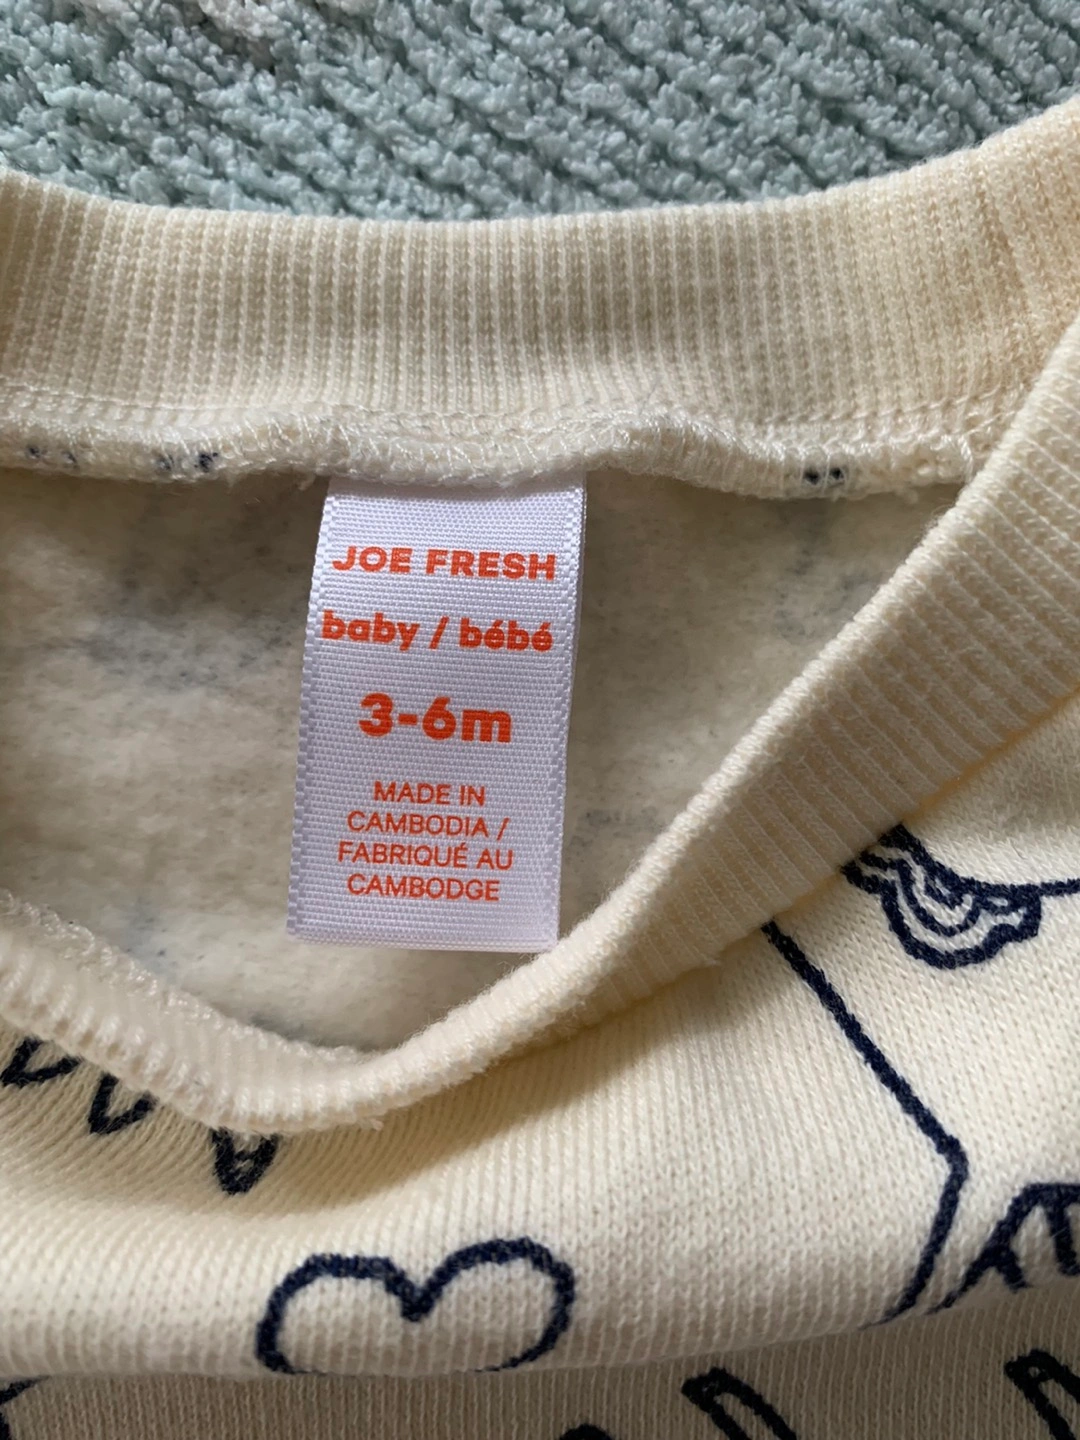 JOE FRESH
baby / bébé
3-6m
MADE IN
CAMBODIA /
FABRIQUÉ AU
CAMBODGE